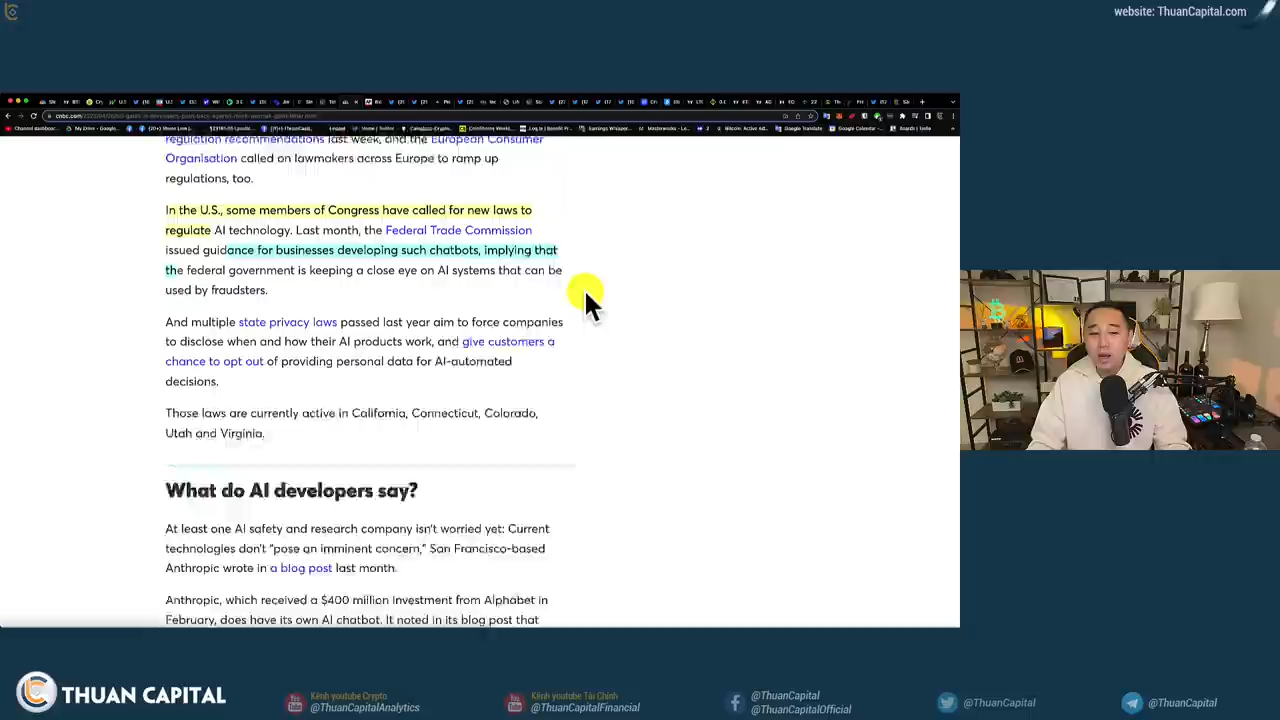 website: ThuanCapital.com
regulation recommendations last week, and the European Consumer
Organisation called on lawmakers across Europe to ramp up
regulations, too.
In the U.S., some members of Congress have called for new laws to
regulate AI technology. Last month, the Federal Trade Commission
issued guidance for businesses developing such chatbots, implying that
the federal government is keeping a close eye on AI systems that can be
used by fraudsters.
And multiple state privacy laws passed last year aim to force companies
to disclose when and how their AI products work, and give customers a
chance to opt out of providing personal data for AI-automated
decisions.
Those laws are currently active in California, Connecticut, Colorado,
Utah and Virginia.
What do AI developers say?
At least one AI safety and research company isn't worried yet: Current
technologies don't "pose an imminent concern," San Francisco-based
Anthropic wrote in a blog post last month.
Anthropic, which received a $400 million investment from Alphabet in
February, does have its own AI chatbot. It noted in its blog post that
THUAN CAPITAL
Kênh youtube Crypto
@ThuanCapitalAnalytics
Kênh youtube Tài Chính
@ThuanCapitalFinancial
@ThuanCapital
@ThuanCapitalOfficial
@ThuanCapital
@ThuanCapital